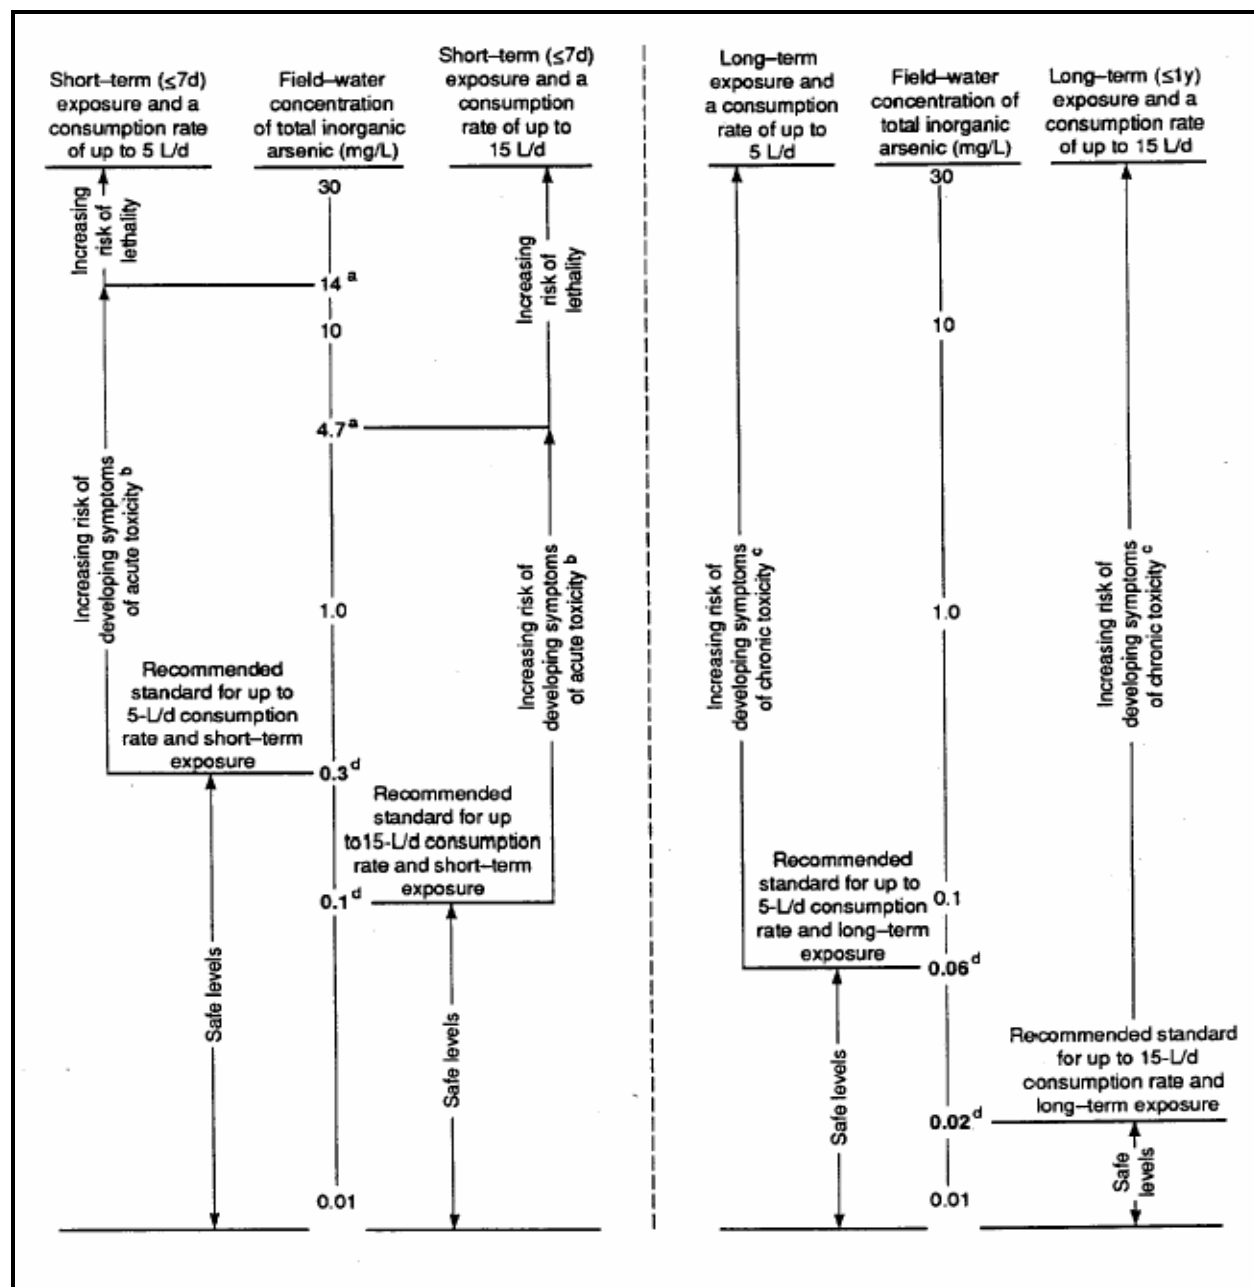 Short–term (≤7d)
exposure and a
consumption rate
of up to 5 L/d
Field–water
concentration
of total inorganic
arsenic (mg/L)
Short–term (≤7d)
exposure and a
consumption
rate of up to
15 L/d
30
Increasing
risk of
lethality
14 a
10
Increasing
risk of
lethality
4.7 a
Increasing risk of
developing symptoms
of acute toxicity b
1.0
Increasing risk of
developing symptoms
of acute toxicity b
Recommended
standard for up to
5-L/d consumption
rate and short–term
exposure
0.3 d
Recommended
standard for up
to15-L/d consumption
rate and short–term
exposure
0.1 d
Safe levels
Safe levels
0.01
Long–term
exposure and
a consumption
rate of up to
5 L/d
Field–water
concentration of
total inorganic
arsenic (mg/L)
Long–term (≤1y)
exposure and a
consumption rate
of up to 15 L/d
30
10
Increasing risk of
developing symptoms
of chronic toxicity c
1.0
Increasing risk of
developing symptoms
of chronic toxicity c
Recommended
standard for up to
5-L/d consumption
rate and long–term
exposure
0.1
0.06 d
Safe levels
Recommended standard
for up to 15-L/d
consumption rate and
long–term exposure
0.02 d
Safe
levels
0.01